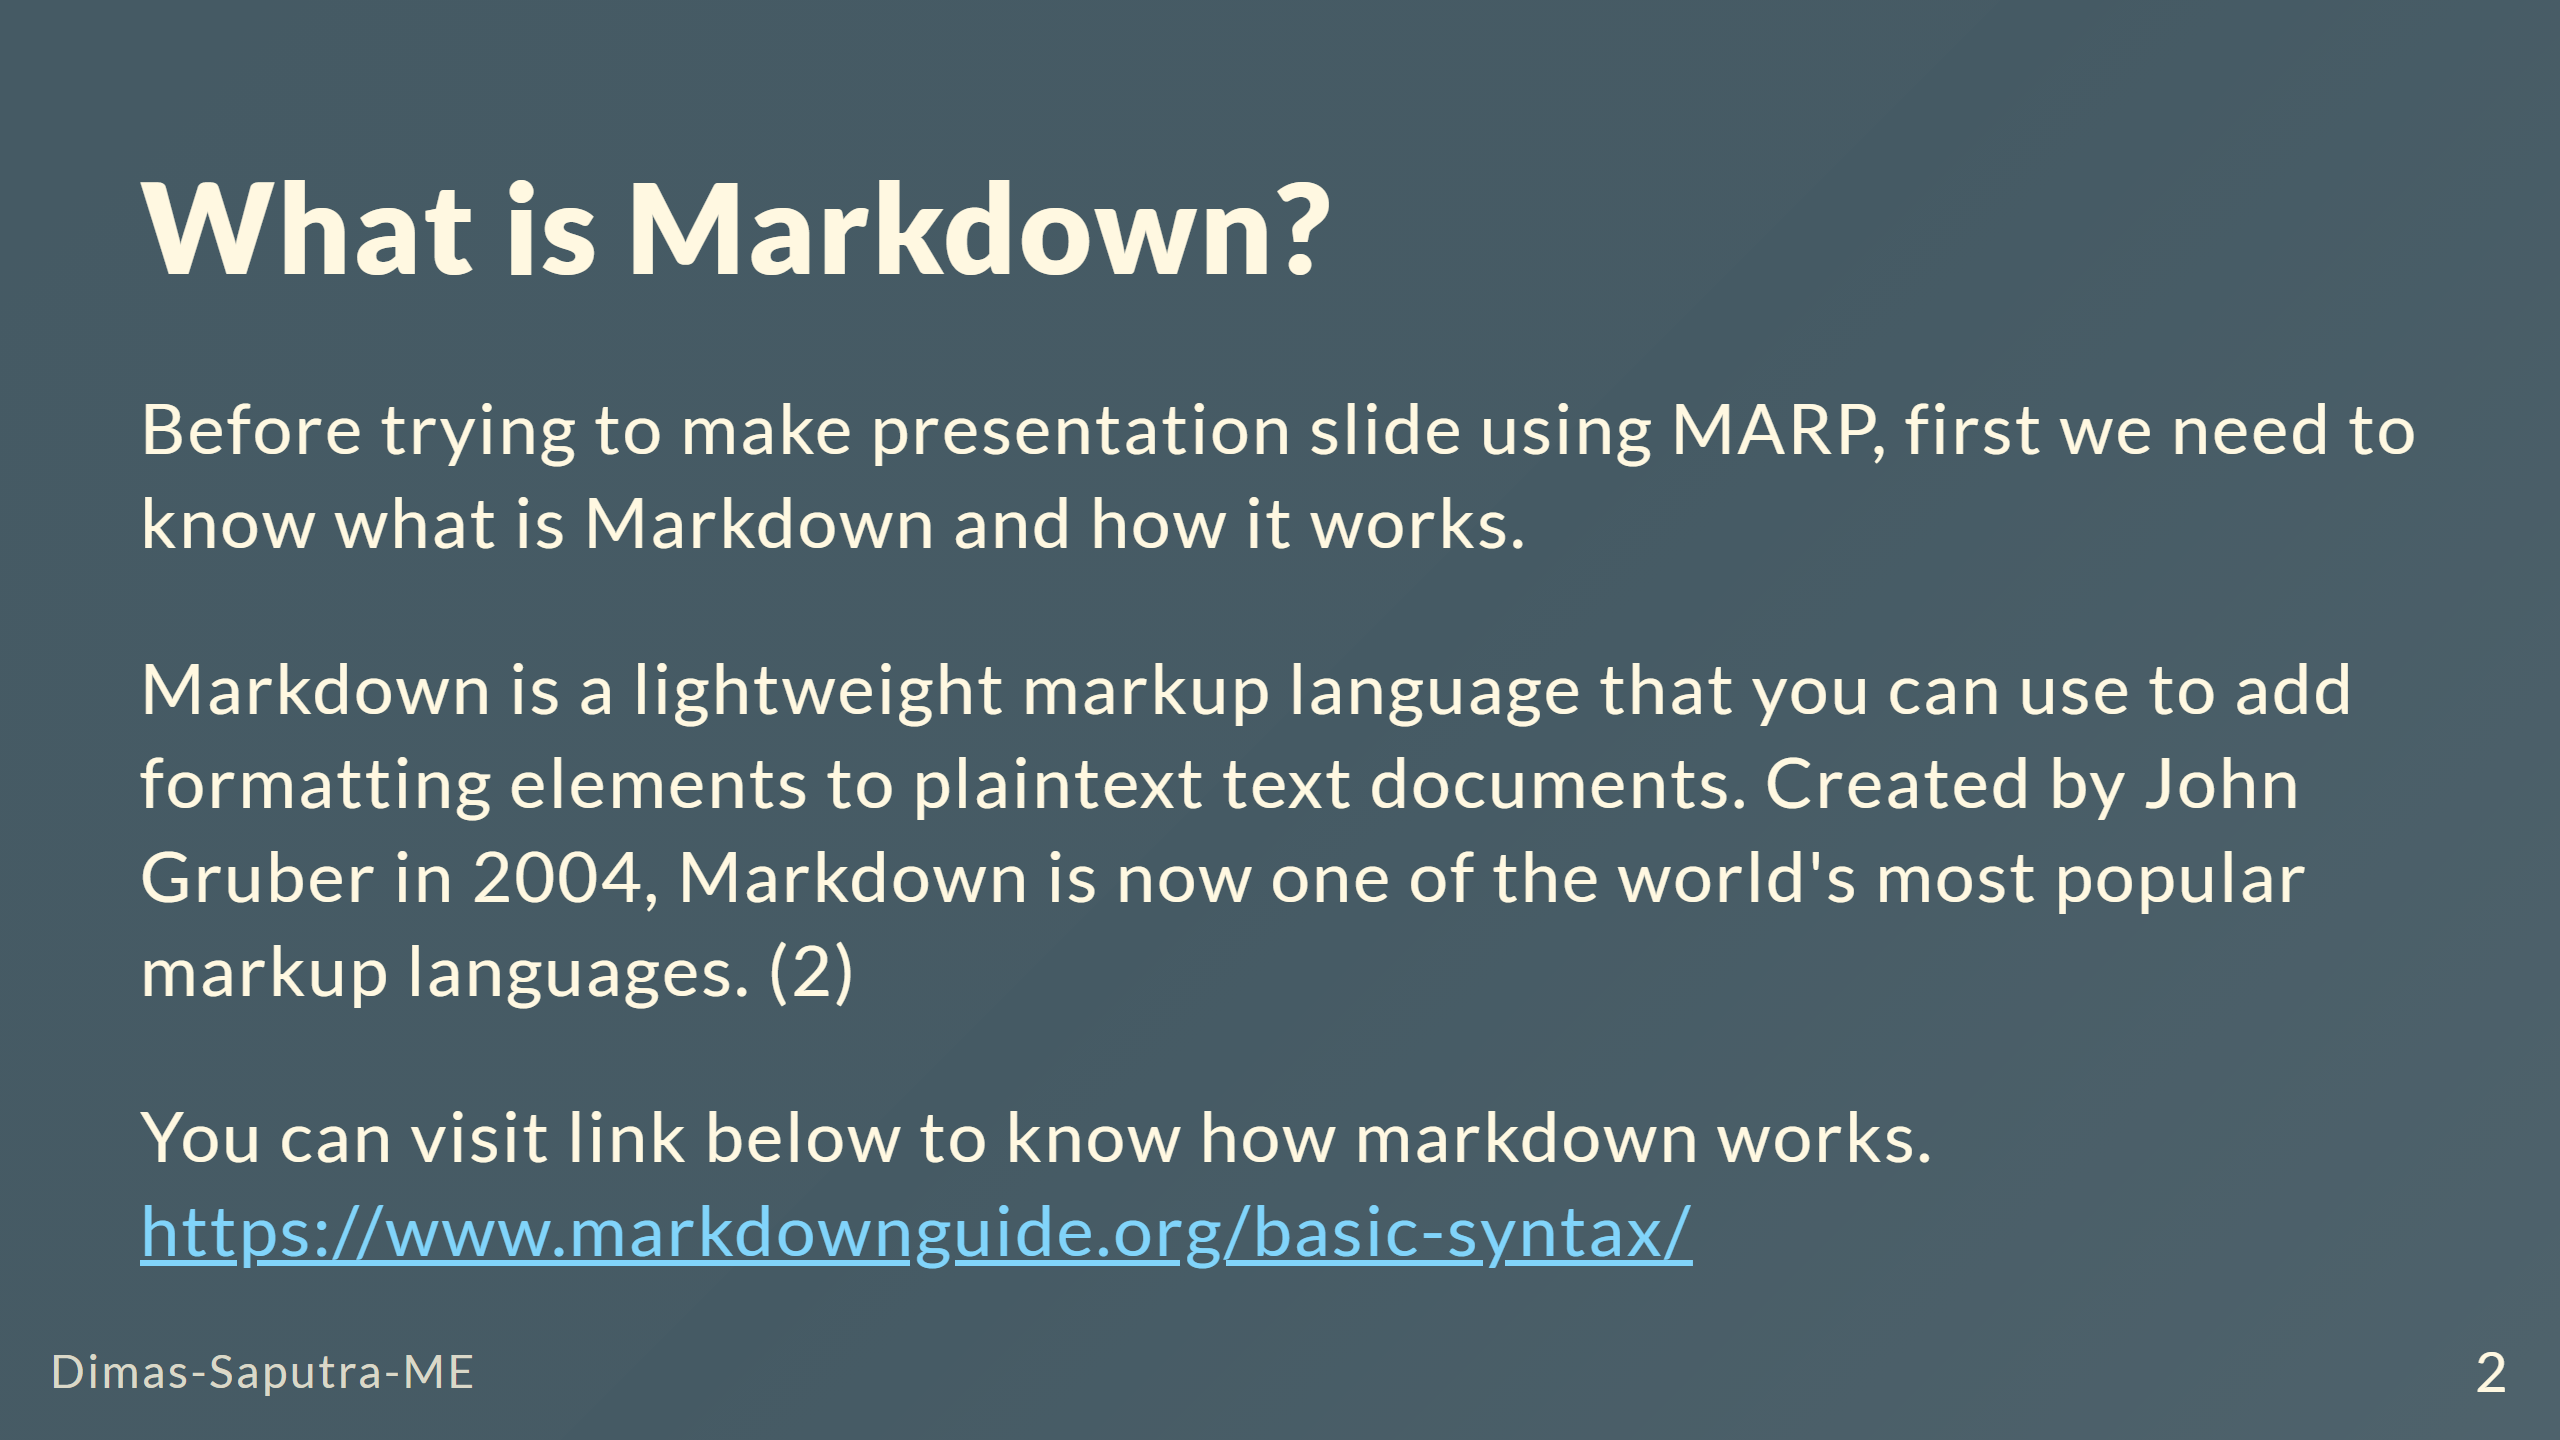 What is Markdown?
Before trying to make presentation slide using MARP, first we need to
know what is Markdown and how it works.
Markdown is a lightweight markup language that you can use to add
formatting elements to plaintext text documents. Created by John
Gruber in 2004, Markdown is now one of the world's most popular
markup languages. (2)
You can visit link below to know how markdown works.
https://www.markdownguide.org/basic-syntax/
Dimas-Saputra-ME
2